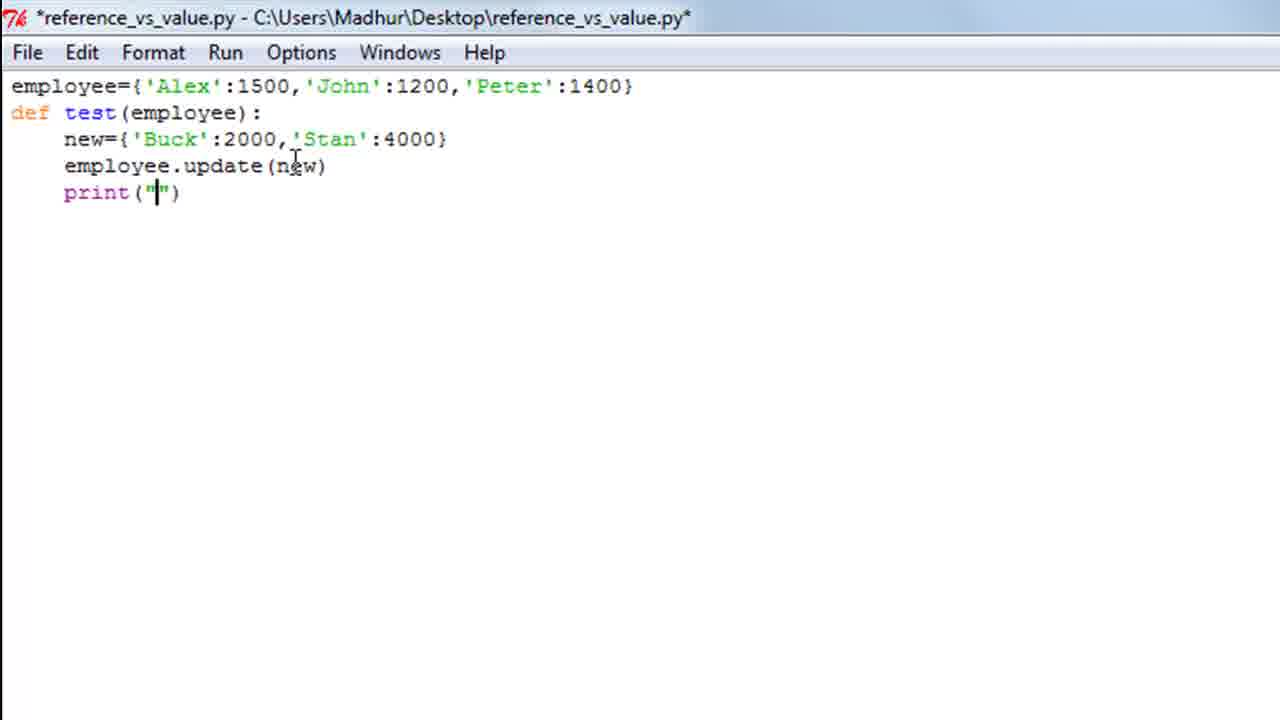 *reference_vs_value.py - C:\Users\Madhur\Desktop\reference_vs_value.py*
File Edit Format Run Options Windows Help
employee={'Alex':1500,'John':1200,'Peter':1400}
def test(employee):
    new={'Buck':2000,'Stan':4000}
    employee.update(new)
    print("")